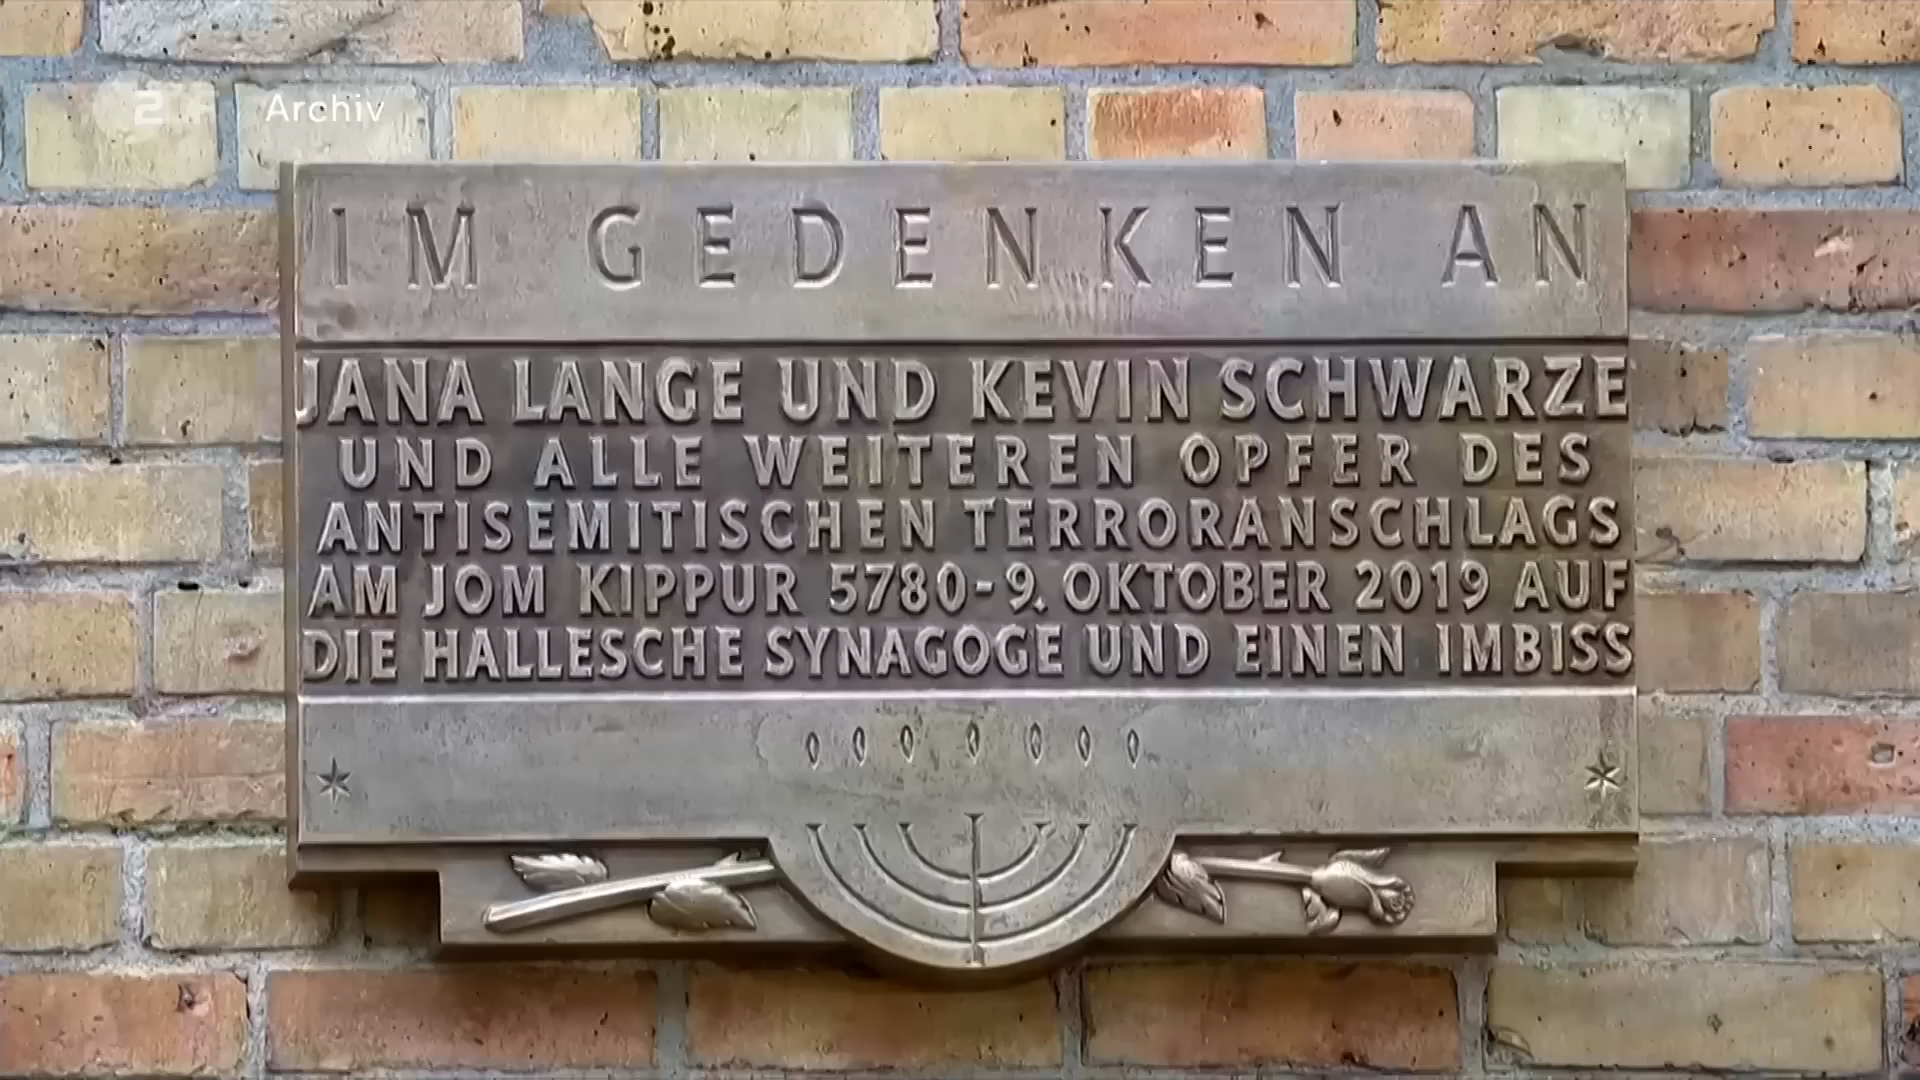 2DF Archiv
IM GEDENKEN AN
JANA LANGE UND KEVIN SCHWARZE
UND ALLE WEITEREN OPFER DES
ANTISEMITISCHEN TERRORANSCHLAGS
AM JOM KIPPUR 5780-9. OKTOBER 2019 AUF
DIE HALLESCHE SYNAGOGE UND EINEN IMBISS